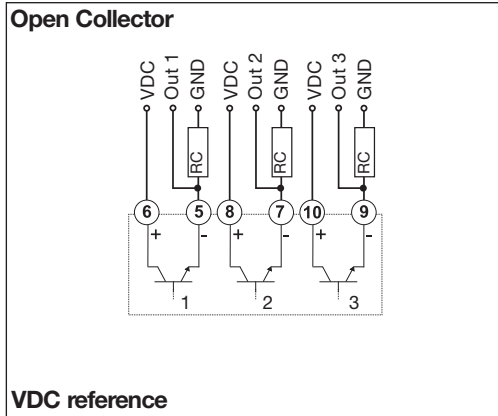 Open Collector
VDC Out 1 GND VDC Out 2 GND VDC Out 3 GND
RC RC RC
6 5 8 7 10 9
+ - + - + -
1 2 3
VDC reference